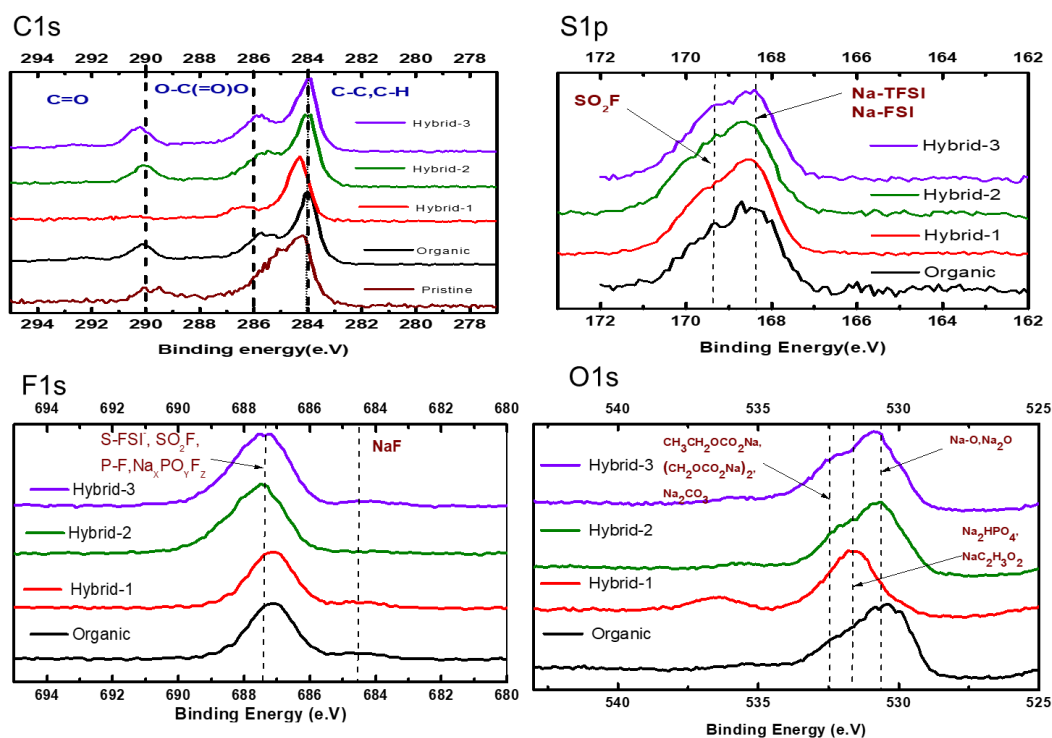 C1s
294 292 290 288 286 284 282 280 278
C=O
O-C(=O)O
C-C,C-H
Hybrid-3
Hybrid-2
Hybrid-1
Organic
Pristine
294 292 290 288 286 284 282 280 278
Binding energy(e.V)
S1p
172 170 168 166 164 162
SO₂F
Na-TFSI
Na-FSI
Hybrid-3
Hybrid-2
Hybrid-1
Organic
172 170 168 166 164 162
Binding Energy(e.V)
F1s
694 692 690 688 686 684 682 680
S-FSI⁻, SO₂F,
P-F,NaₓPOᵧF_Z
NaF
Hybrid-3
Hybrid-2
Hybrid-1
Organic
694 692 690 688 686 684 682 680
Binding Energy (e.V)
O1s
540 535 530 525
CH₃CH₂OCO₂Na,
(CH₂OCO₂Na)₂,
Na₂CO₃
Na-O,Na₂O
Na₂HPO₄,
NaC₂H₃O₂
Hybrid-3
Hybrid-2
Hybrid-1
Organic
540 535 530 525
Binding Energy (e.V)